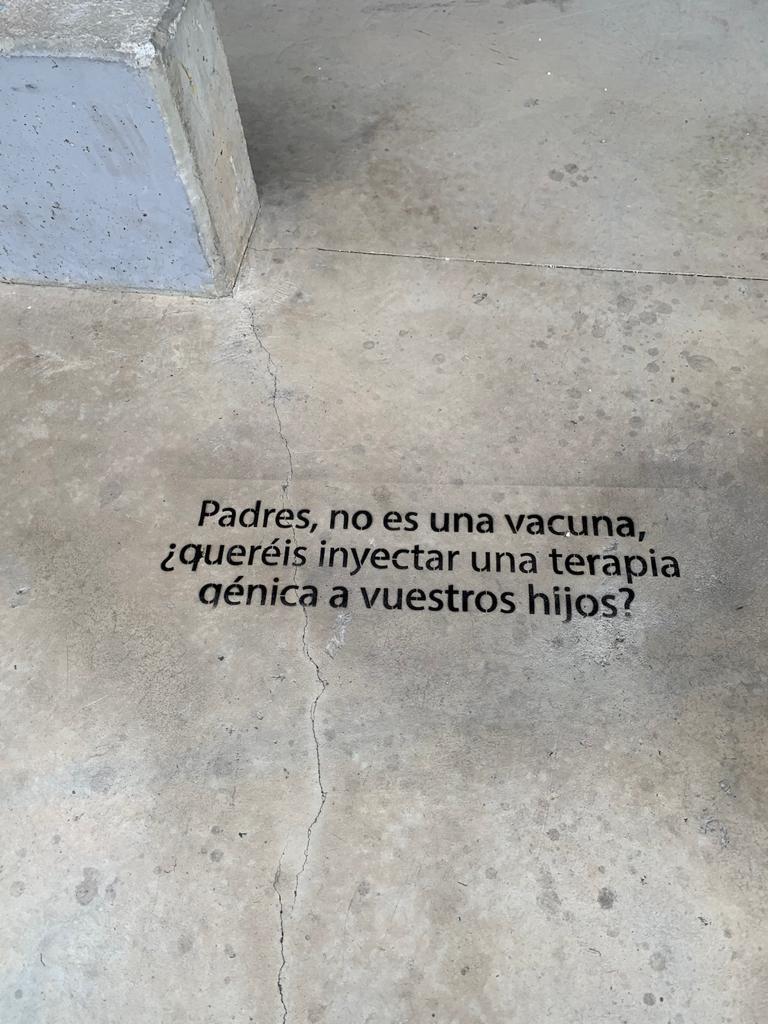 Padres, no es una vacuna,
¿queréis inyectar una terapia
génica a vuestros hijos?